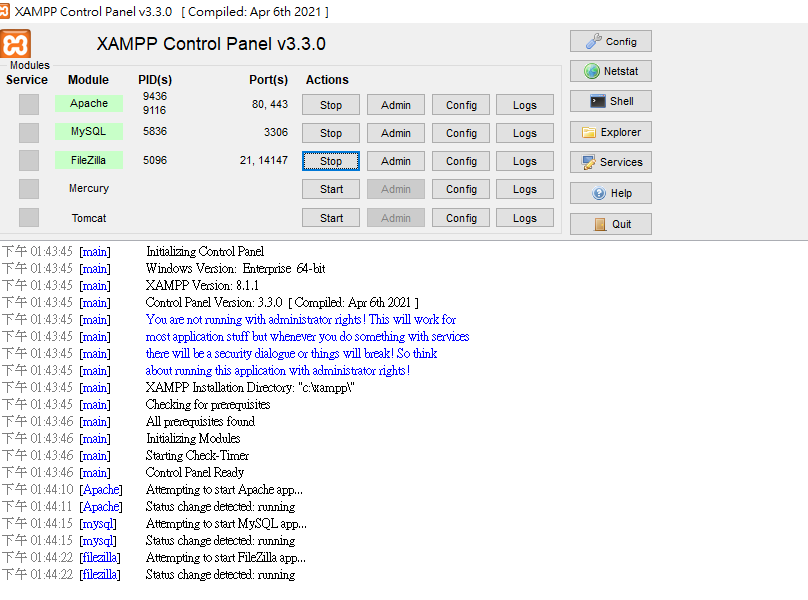 XAMPP Control Panel v3.3.0 [ Compiled: Apr 6th 2021 ]
XAMPP Control Panel v3.3.0
Config
Modules
Service Module PID(s) Port(s) Actions
Netstat
Apache 9436 9116 80, 443 Stop Admin Config Logs
Shell
MySQL 5836 3306 Stop Admin Config Logs
Explorer
FileZilla 5096 21, 14147 Stop Admin Config Logs
Services
Mercury Start Admin Config Logs
Help
Tomcat Start Admin Config Logs
Quit
下午 01:43:45 [main] Initializing Control Panel
下午 01:43:45 [main] Windows Version: Enterprise 64-bit
下午 01:43:45 [main] XAMPP Version: 8.1.1
下午 01:43:45 [main] Control Panel Version: 3.3.0 [ Compiled: Apr 6th 2021 ]
下午 01:43:45 [main] You are not running with administrator rights! This will work for
下午 01:43:45 [main] most application stuff but whenever you do something with services
下午 01:43:45 [main] there will be a security dialogue or things will break! So think
下午 01:43:45 [main] about running this application with administrator rights!
下午 01:43:45 [main] XAMPP Installation Directory: "c:\xampp\"
下午 01:43:45 [main] Checking for prerequisites
下午 01:43:46 [main] All prerequisites found
下午 01:43:46 [main] Initializing Modules
下午 01:43:46 [main] Starting Check-Timer
下午 01:43:46 [main] Control Panel Ready
下午 01:44:10 [Apache] Attempting to start Apache app...
下午 01:44:11 [Apache] Status change detected: running
下午 01:44:15 [mysql] Attempting to start MySQL app...
下午 01:44:15 [mysql] Status change detected: running
下午 01:44:22 [filezilla] Attempting to start FileZilla app...
下午 01:44:22 [filezilla] Status change detected: running